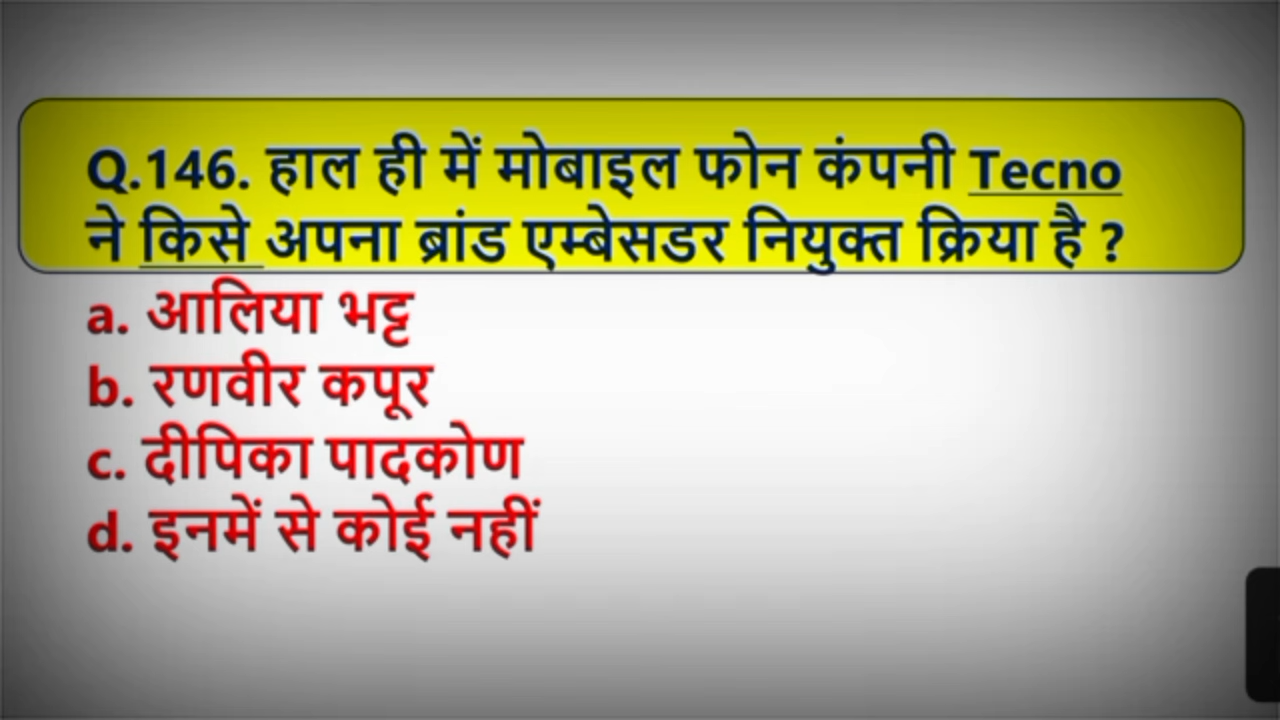 Q.146. हाल ही में मोबाइल फोन कंपनी Tecno
ने किसे अपना ब्रांड एम्बेसडर नियुक्त क्रिया है ?
a. आलिया भट्ट
b. रणवीर कपूर
c. दीपिका पादकोण
d. इनमें से कोई नहीं